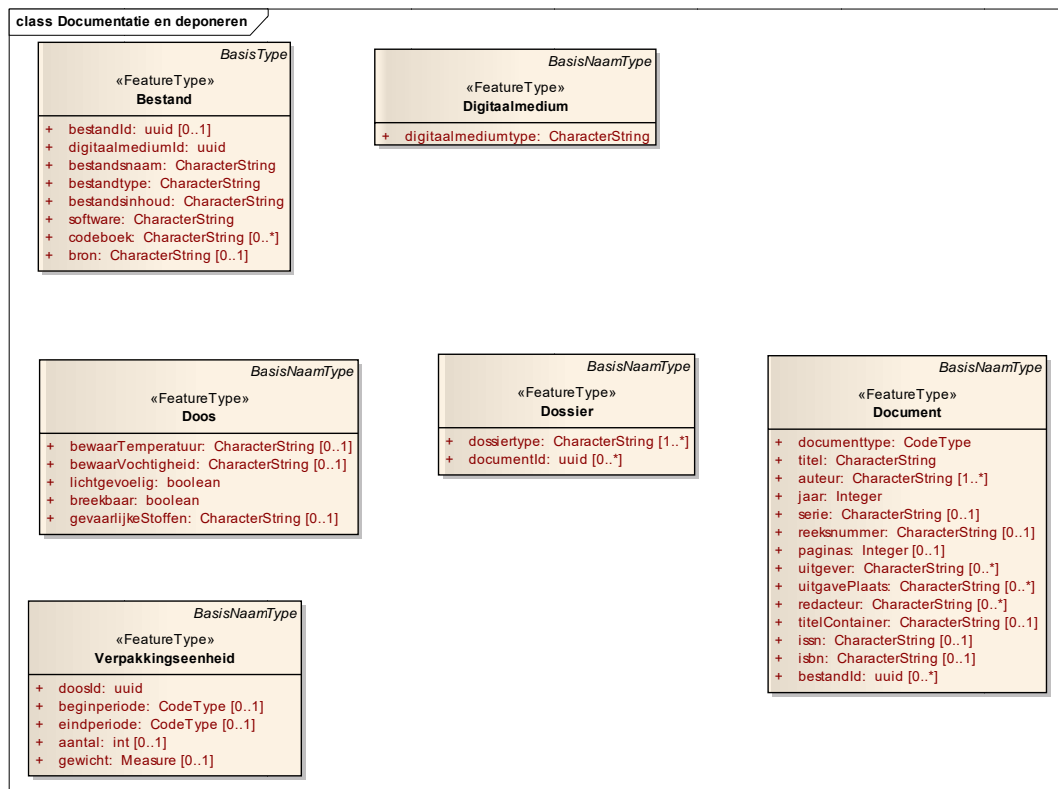 class Documentatie en deponeren
BasisType
«FeatureType»
Bestand
+ bestandId: uuid [0..1]
+ digitaalmediumId: uuid
+ bestandsnaam: CharacterString
+ bestandtype: CharacterString
+ bestandsinhoud: CharacterString
+ software: CharacterString
+ codeboek: CharacterString [0..*]
+ bron: CharacterString [0..1]
BasisNaamType
«FeatureType»
Digitaalmedium
+ digitaalmediumtype: CharacterString
BasisNaamType
«FeatureType»
Doos
+ bewaarTemperatuur: CharacterString [0..1]
+ bewaarVochtigheid: CharacterString [0..1]
+ lichtgevoelig: boolean
+ breekbaar: boolean
+ gevaarlijkeStoffen: CharacterString [0..1]
BasisNaamType
«FeatureType»
Dossier
+ dossiertype: CharacterString [1..*]
+ documentId: uuid [0..*]
BasisNaamType
«FeatureType»
Document
+ documenttype: CodeType
+ titel: CharacterString
+ auteur: CharacterString [1..*]
+ jaar: Integer
+ serie: CharacterString [0..1]
+ reeksnummer: CharacterString [0..1]
+ paginas: Integer [0..1]
+ uitgever: CharacterString [0..*]
+ uitgavePlaats: CharacterString [0..*]
+ redacteur: CharacterString [0..*]
+ titelContainer: CharacterString [0..1]
+ issn: CharacterString [0..1]
+ isbn: CharacterString [0..1]
+ bestandId: uuid [0..*]
BasisNaamType
«FeatureType»
Verpakkingseenheid
+ doosId: uuid
+ beginperiode: CodeType [0..1]
+ eindperiode: CodeType [0..1]
+ aantal: int [0..1]
+ gewicht: Measure [0..1]